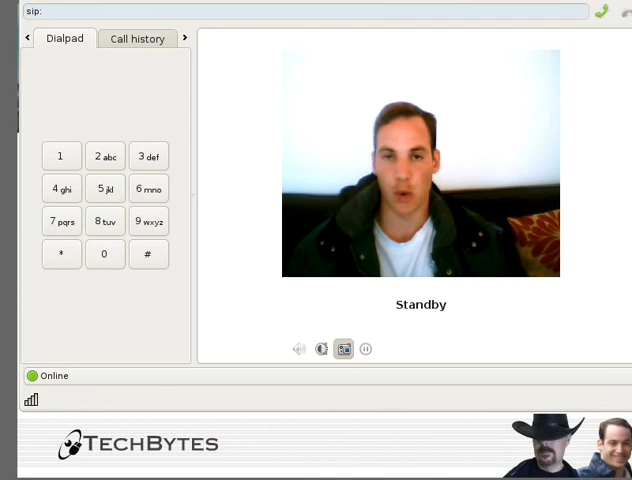 sip:
Dialpad Call history
1 2 abc 3 def
4 ghi 5 jkl 6 mno
7 pqrs 8 tuv 9 wxyz
* 0 #
Standby
Online
TECHBYTES